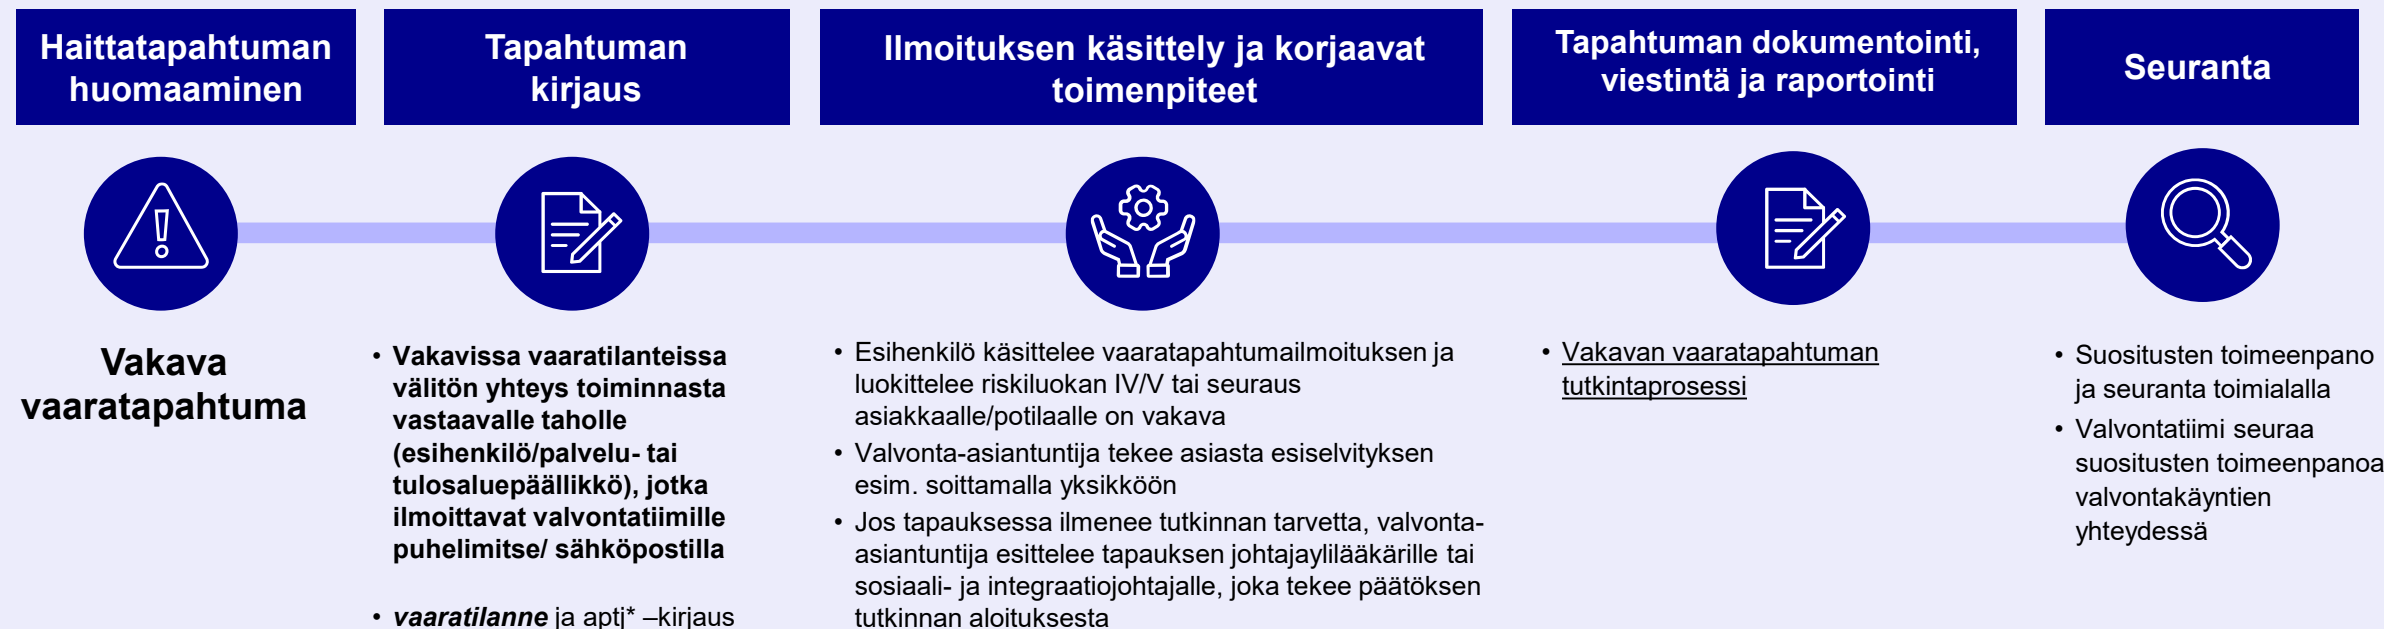 Haittatapahtuman
huomaaminen
Tapahtuman
kirjaus
Ilmoituksen käsittely ja korjaavat
toimenpiteet
Tapahtuman dokumentointi,
viestintä ja raportointi
Seuranta
Vakava
vaaratapahtuma
• Vakavissa vaaratilanteissa
välitön yhteys toiminnasta
vastaavalle taholle
(esihenkilö/palvelu- tai
tulosaluepäällikkö), jotka
ilmoittavat valvontatiimille
puhelimitse/ sähköpostilla
• vaaratilanne ja aptj* –kirjaus
• Esihenkilö käsittelee vaaratapahtumailmoituksen ja
luokittelee riskiluokan IV/V tai seuraus
asiakkaalle/potilaalle on vakava
• Valvonta-asiantuntija tekee asiasta esiselvityksen
esim. soittamalla yksikköön
• Jos tapauksessa ilmenee tutkinnan tarvetta, valvonta-
asiantuntija esittelee tapauksen johtajaylilääkärille tai
sosiaali- ja integraatiojohtajalle, joka tekee päätöksen
tutkinnan aloituksesta
• Vakavan vaaratapahtuman
tutkintaprosessi
• Suositusten toimeenpano
ja seuranta toimialalla
• Valvontatiimi seuraa
suositusten toimeenpanoa
valvontakäyntien
yhteydessä